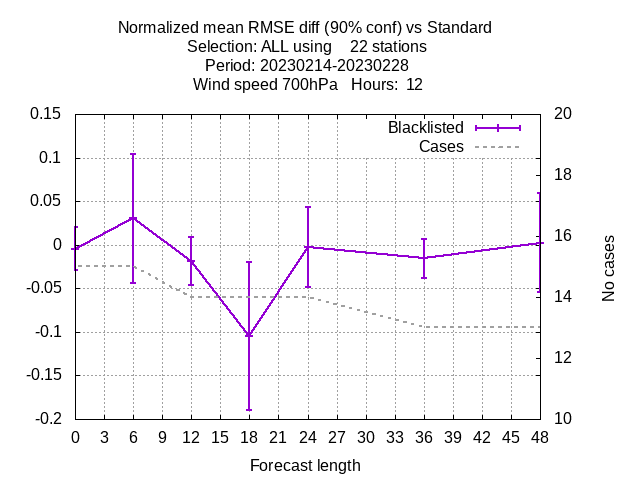 Normalized mean RMSE diff (90% conf) vs Standard
Selection: ALL using    22 stations
Period: 20230214-20230228
Wind speed 700hPa   Hours:  12
Blacklisted
Cases
0.15
0.1
0.05
0
-0.05
-0.1
-0.15
-0.2
20
18
16
14
12
10
No cases
0 3 6 9 12 15 18 21 24 27 30 33 36 39 42 45 48
Forecast length